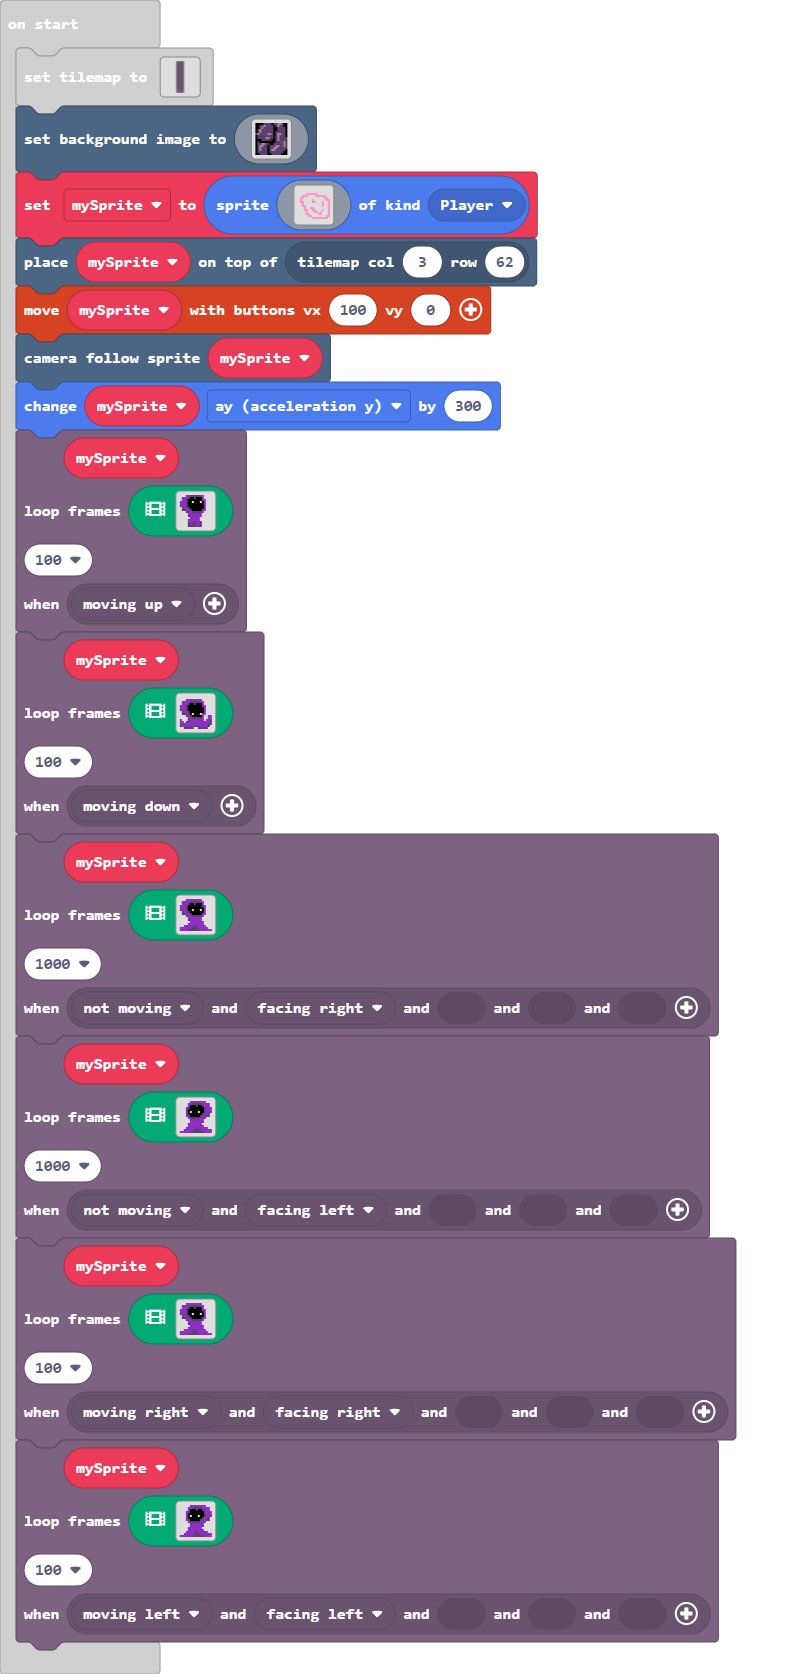 on start
set tilemap to
set background image to
set mySprite to sprite of kind Player
place mySprite on top of tilemap col 3 row 62
move mySprite with buttons vx 100 vy 0
camera follow sprite mySprite
change mySprite ay (acceleration y) by 300
mySprite
loop frames
100
when moving up
mySprite
loop frames
100
when moving down
mySprite
loop frames
1000
when not moving and facing right and and and
mySprite
loop frames
1000
when not moving and facing left and and and
mySprite
loop frames
100
when moving right and facing right and and and
mySprite
loop frames
100
when moving left and facing left and and and